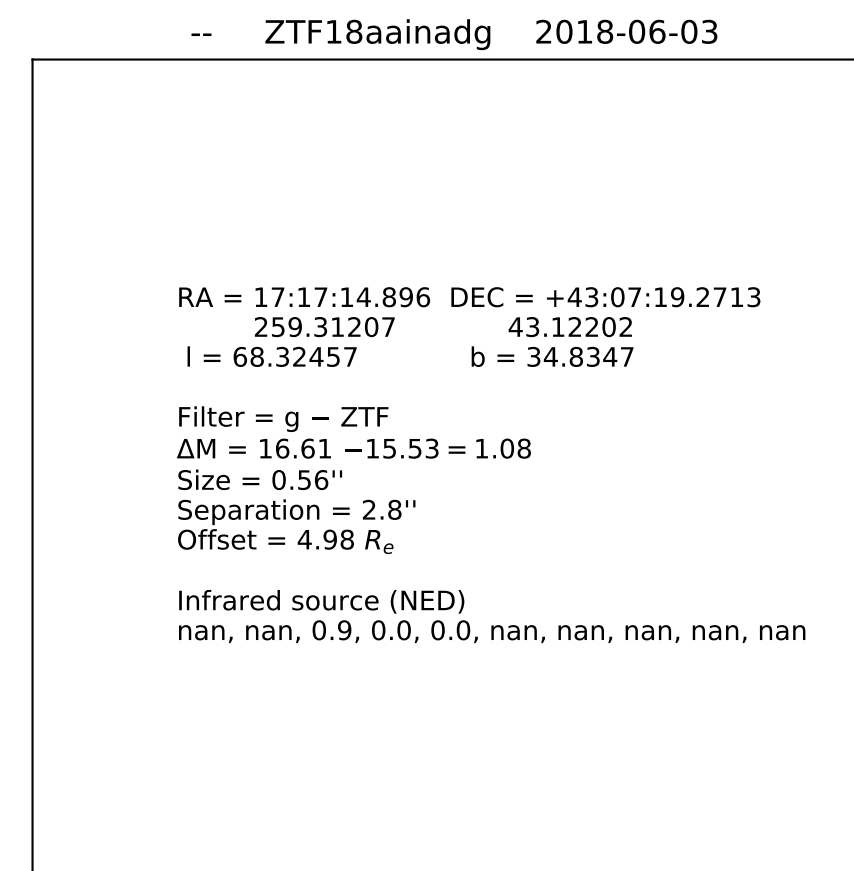 -- ZTF18aainadg 2018-06-03
RA = 17:17:14.896 DEC = +43:07:19.2713
259.31207 43.12202
l = 68.32457 b = 34.8347
Filter = g − ZTF
ΔM = 16.61 −15.53 = 1.08
Size = 0.56''
Separation = 2.8''
Offset = 4.98 Rₑ
Infrared source (NED)
nan, nan, 0.9, 0.0, 0.0, nan, nan, nan, nan, nan